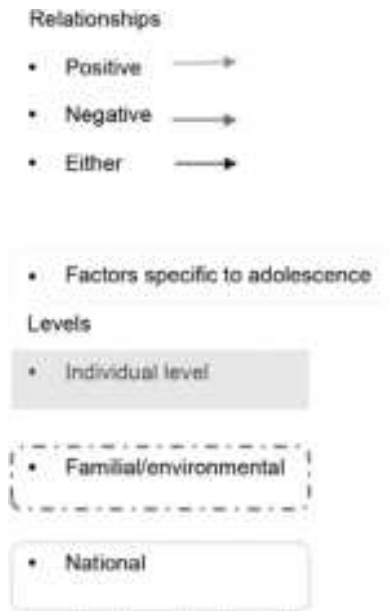 Relationships
• Positive
• Negative
• Either
• Factors specific to adolescence
Levels
• Individual level
• Familial/environmental
• National